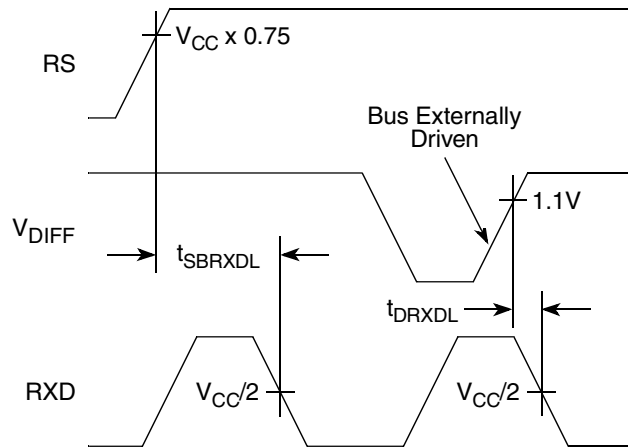 V_CC x 0.75
RS
Bus Externally
Driven
1.1V
V_DIFF
t_SBRXDL
t_DRXDL
RXD
V_CC/2
V_CC/2